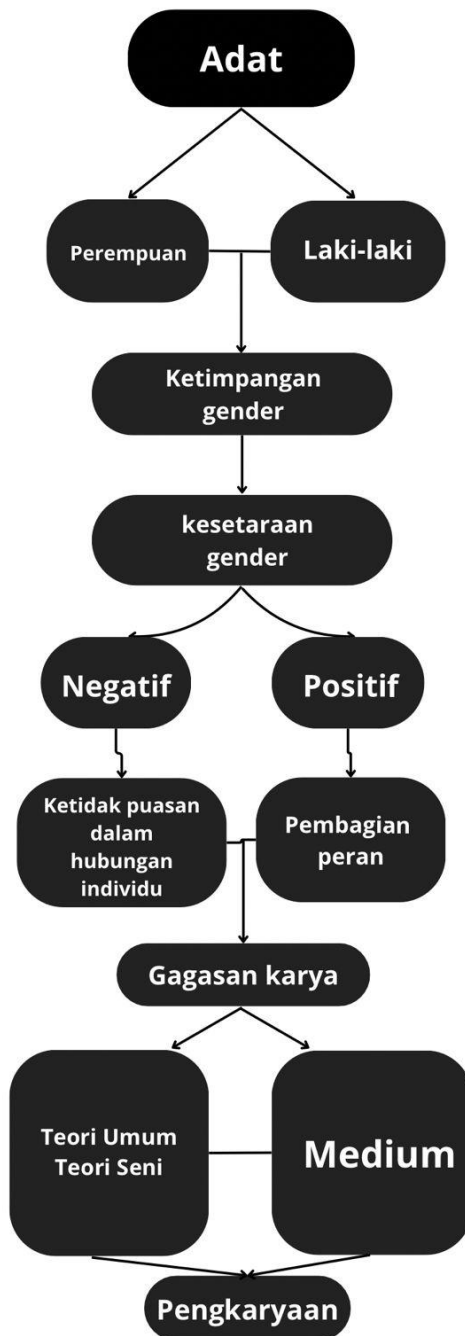 Adat
Perempuan
Laki-laki
Ketimpangan
gender
kesetaraan
gender
Negatif
Positif
Ketidak puasan
dalam
hubungan
individu
Pembagian
peran
Gagasan karya
Teori Umum
Teori Seni
Medium
Pengkaryaan